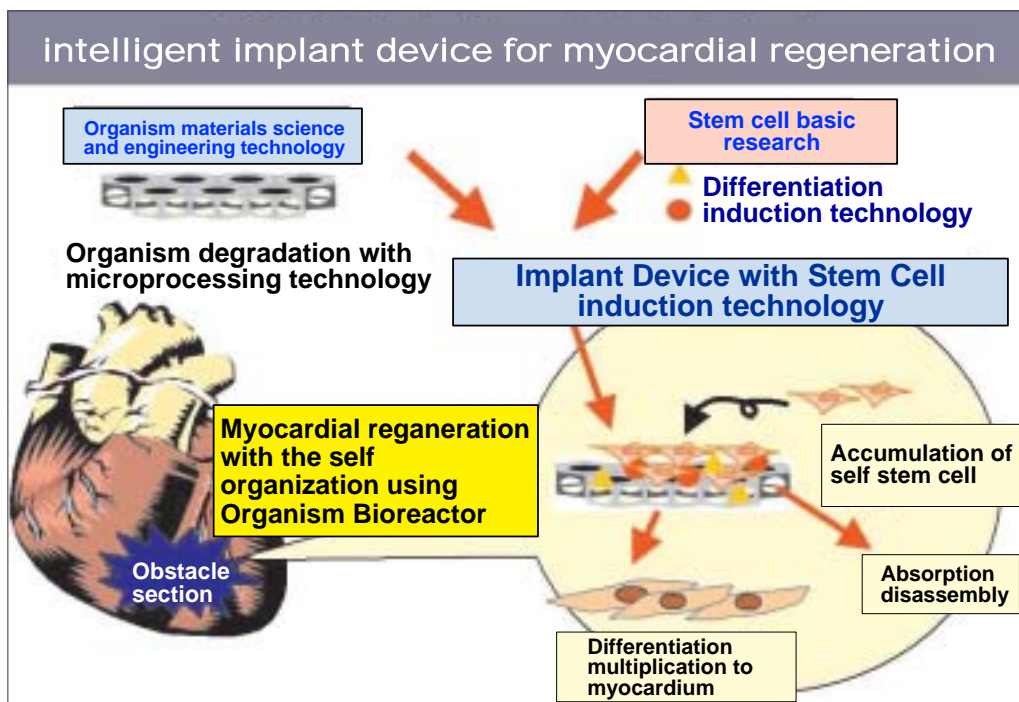 intelligent implant device for myocardial regeneration
Organism materials science
and engineering technology
Stem cell basic
research
Differentiation
induction technology
Organism degradation with
microprocessing technology
Implant Device with Stem Cell
induction technology
Myocardial reganeration
with the self
organization using
Organism Bioreactor
Accumulation of
self stem cell
Obstacle
section
Absorption
disassembly
Differentiation
multiplication to
myocardium